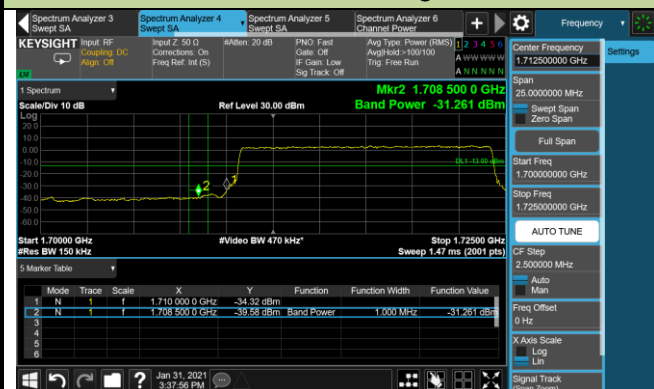 Spectrum Analyzer 3
Swept SA
Spectrum Analyzer 4
Swept SA
Spectrum Analyzer 5
Swept SA
Spectrum Analyzer 6
Channel Power
Frequency
KEYSIGHT
Input: RF
Coupling: DC
Align: Off
Input Z: 50 Ω
Corrections: On
Freq Ref: Int (S)
#Atten: 20 dB
PNO: Fast
Gate: Off
IF Gain: Low
Sig Track: Off
Avg Type: Power (RMS)
Avg|Hold:>100/100
Trig: Free Run
1 2 3 4 5 6
A W W W W W
A N N N N N
LM
1 Spectrum
Scale/Div 10 dB
Ref Level 30.00 dBm
Mkr2 1.708 500 0 GHz
Band Power -31.261 dBm
Log
20.0
10.0
0.00
-10.0
-20.0
-30.0
-40.0
-50.0
-60.0
DL1 -13.00 dBm
2
1
Start 1.70000 GHz
#Res BW 150 kHz
#Video BW 470 kHz*
Stop 1.72500 GHz
Sweep 1.47 ms (2001 pts)
5 Marker Table
Mode Trace Scale X Y Function Function Width Function Value
1 N 1 f 1.710 000 0 GHz -34.32 dBm
2 N 1 f 1.708 500 0 GHz -39.58 dBm Band Power 1.000 MHz -31.261 dBm
3
4
5
6
Jan 31, 2021
3:37:56 PM
Center Frequency
1.712500000 GHz
Settings
Span
25.0000000 MHz
Swept Span
Zero Span
Full Span
Start Freq
1.700000000 GHz
Stop Freq
1.725000000 GHz
AUTO TUNE
CF Step
2.500000 MHz
Auto
Man
Freq Offset
0 Hz
X Axis Scale
Log
Lin
Signal Track
(Span Zoom)